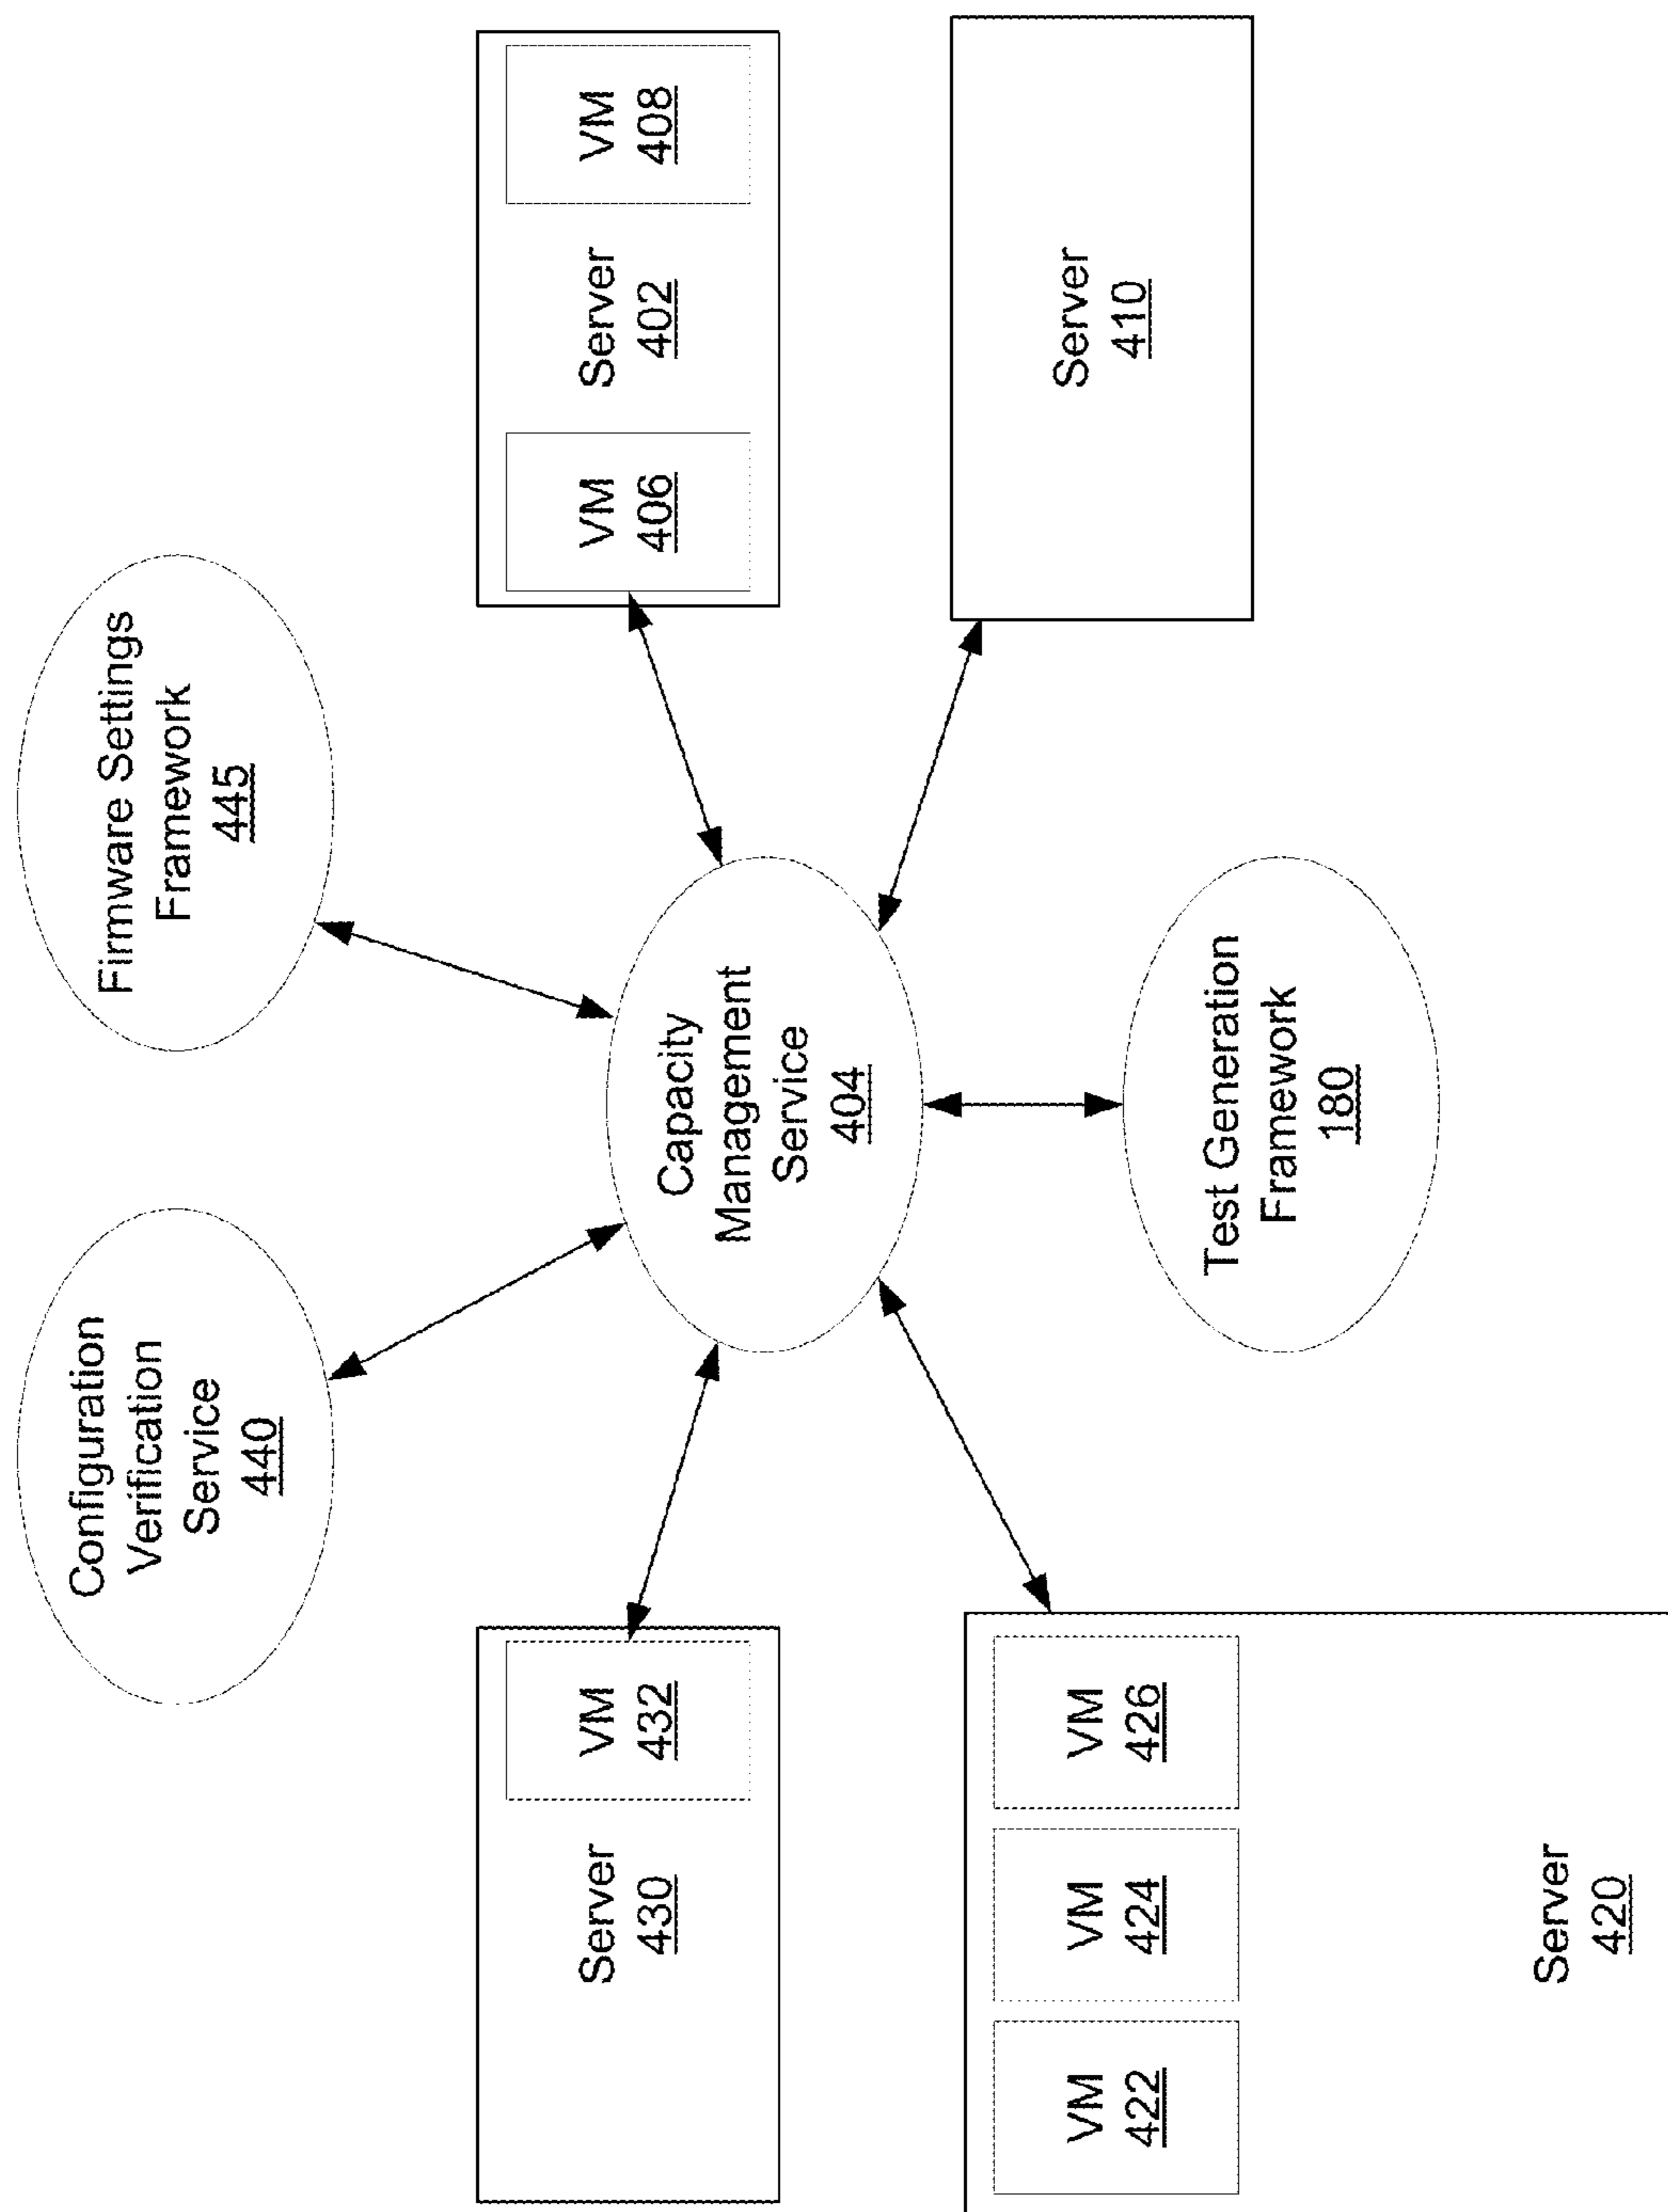 Configuration
Verification
Service
440
Firmware Settings
Framework
445
Server
430
VM
432
VM
406
Server
402
VM
408
Capacity
Management
Service
404
VM
422
VM
424
VM
426
Server
420
Test Generation
Framework
180
Server
410